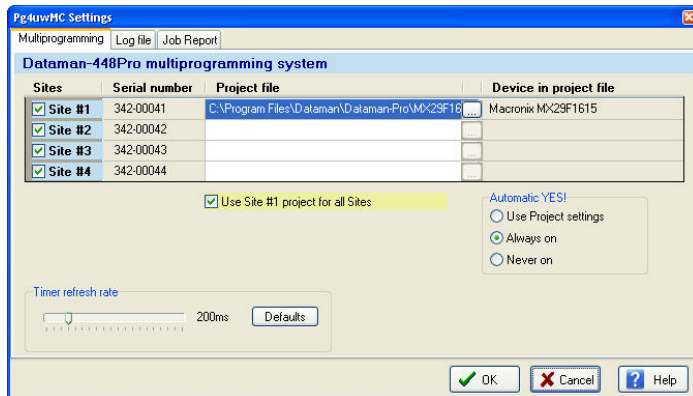 Pg4uwMC Settings
Multiprogramming Log file Job Report
Dataman-448Pro multiprogramming system
Sites Serial number Project file Device in project file
Site #1 342-00041 C:\Program Files\Dataman\Dataman-Pro\MX29F16 ... Macronix MX29F1615
Site #2 342-00042 ...
Site #3 342-00043 ...
Site #4 342-00044 ...
Use Site #1 project for all Sites
Automatic YES!
Use Project settings
Always on
Never on
Timer refresh rate
200ms Defaults
OK Cancel ? Help